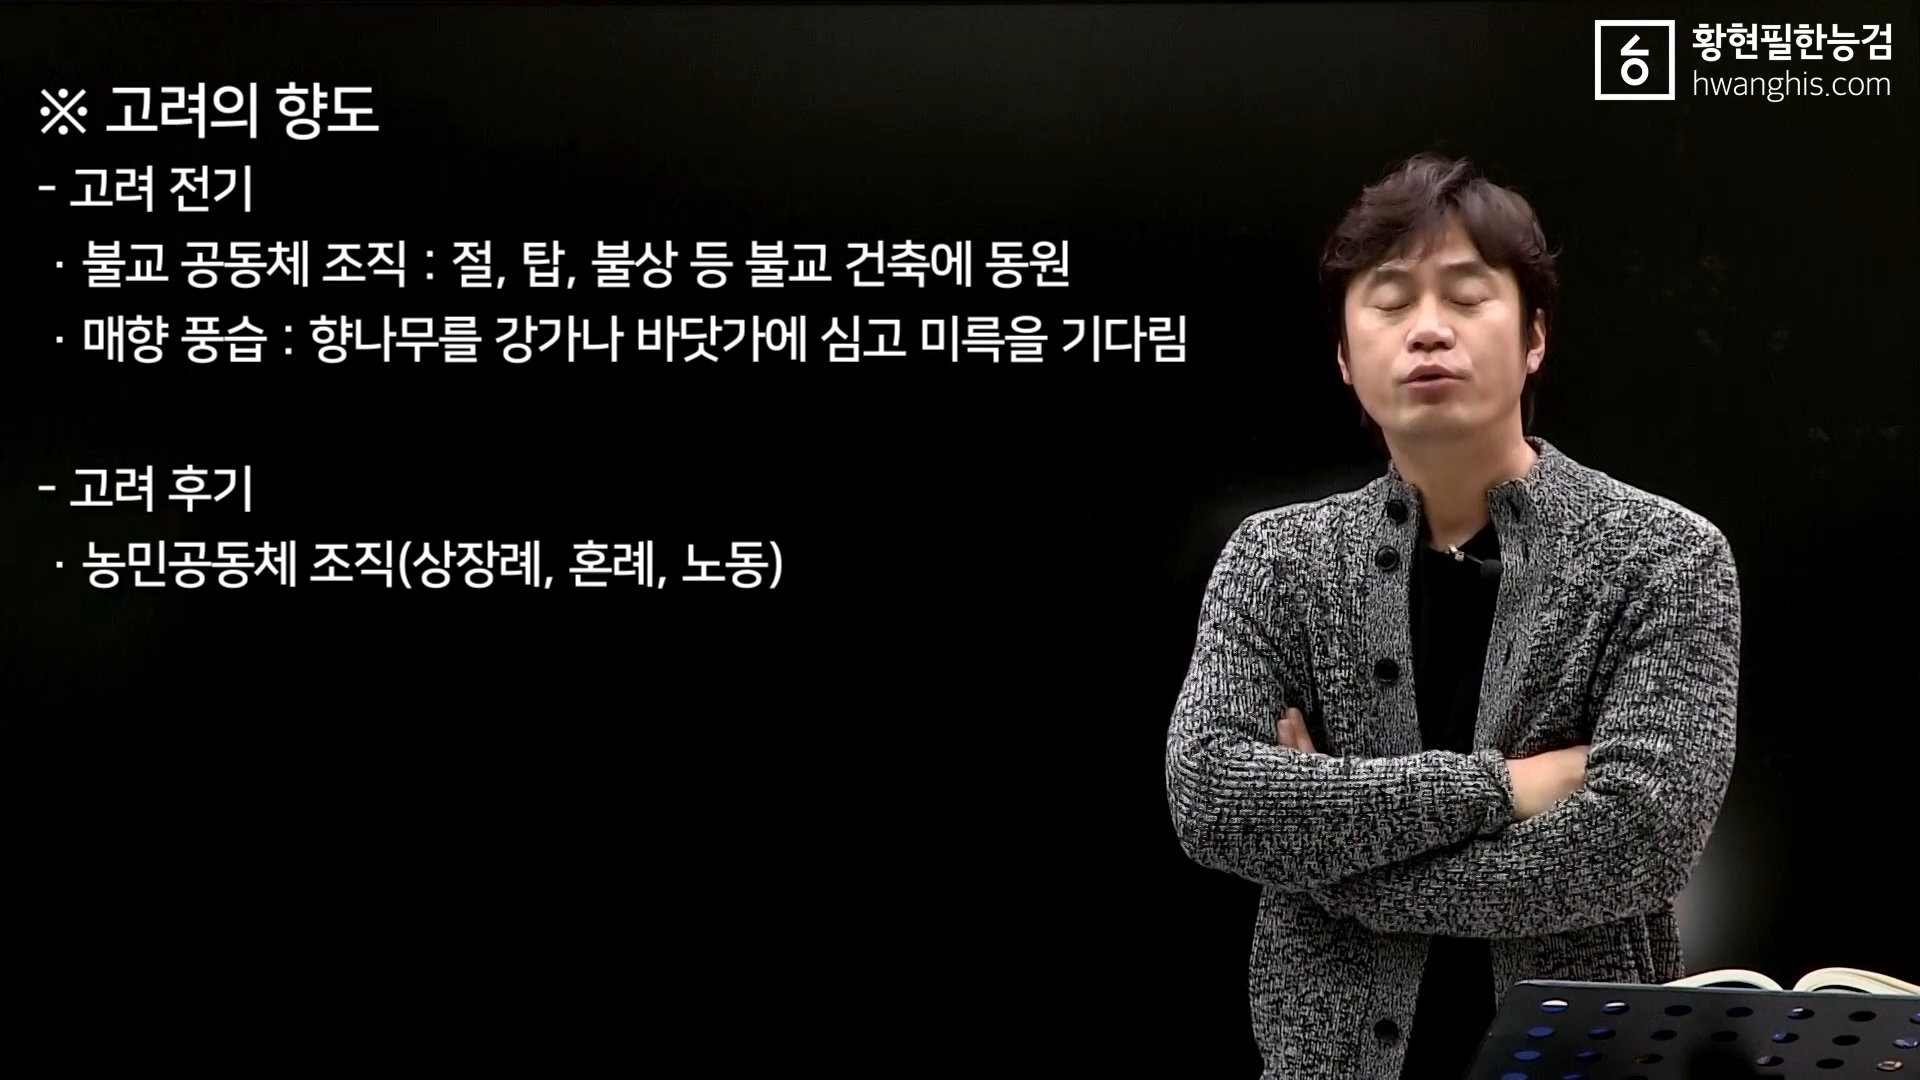 황현필한능검
hwanghis.com
※ 고려의 향도
- 고려 전기
· 불교 공동체 조직 : 절, 탑, 불상 등 불교 건축에 동원
· 매향 풍습 : 향나무를 강가나 바닷가에 심고 미륵을 기다림
- 고려 후기
· 농민공동체 조직(상장례, 혼례, 노동)